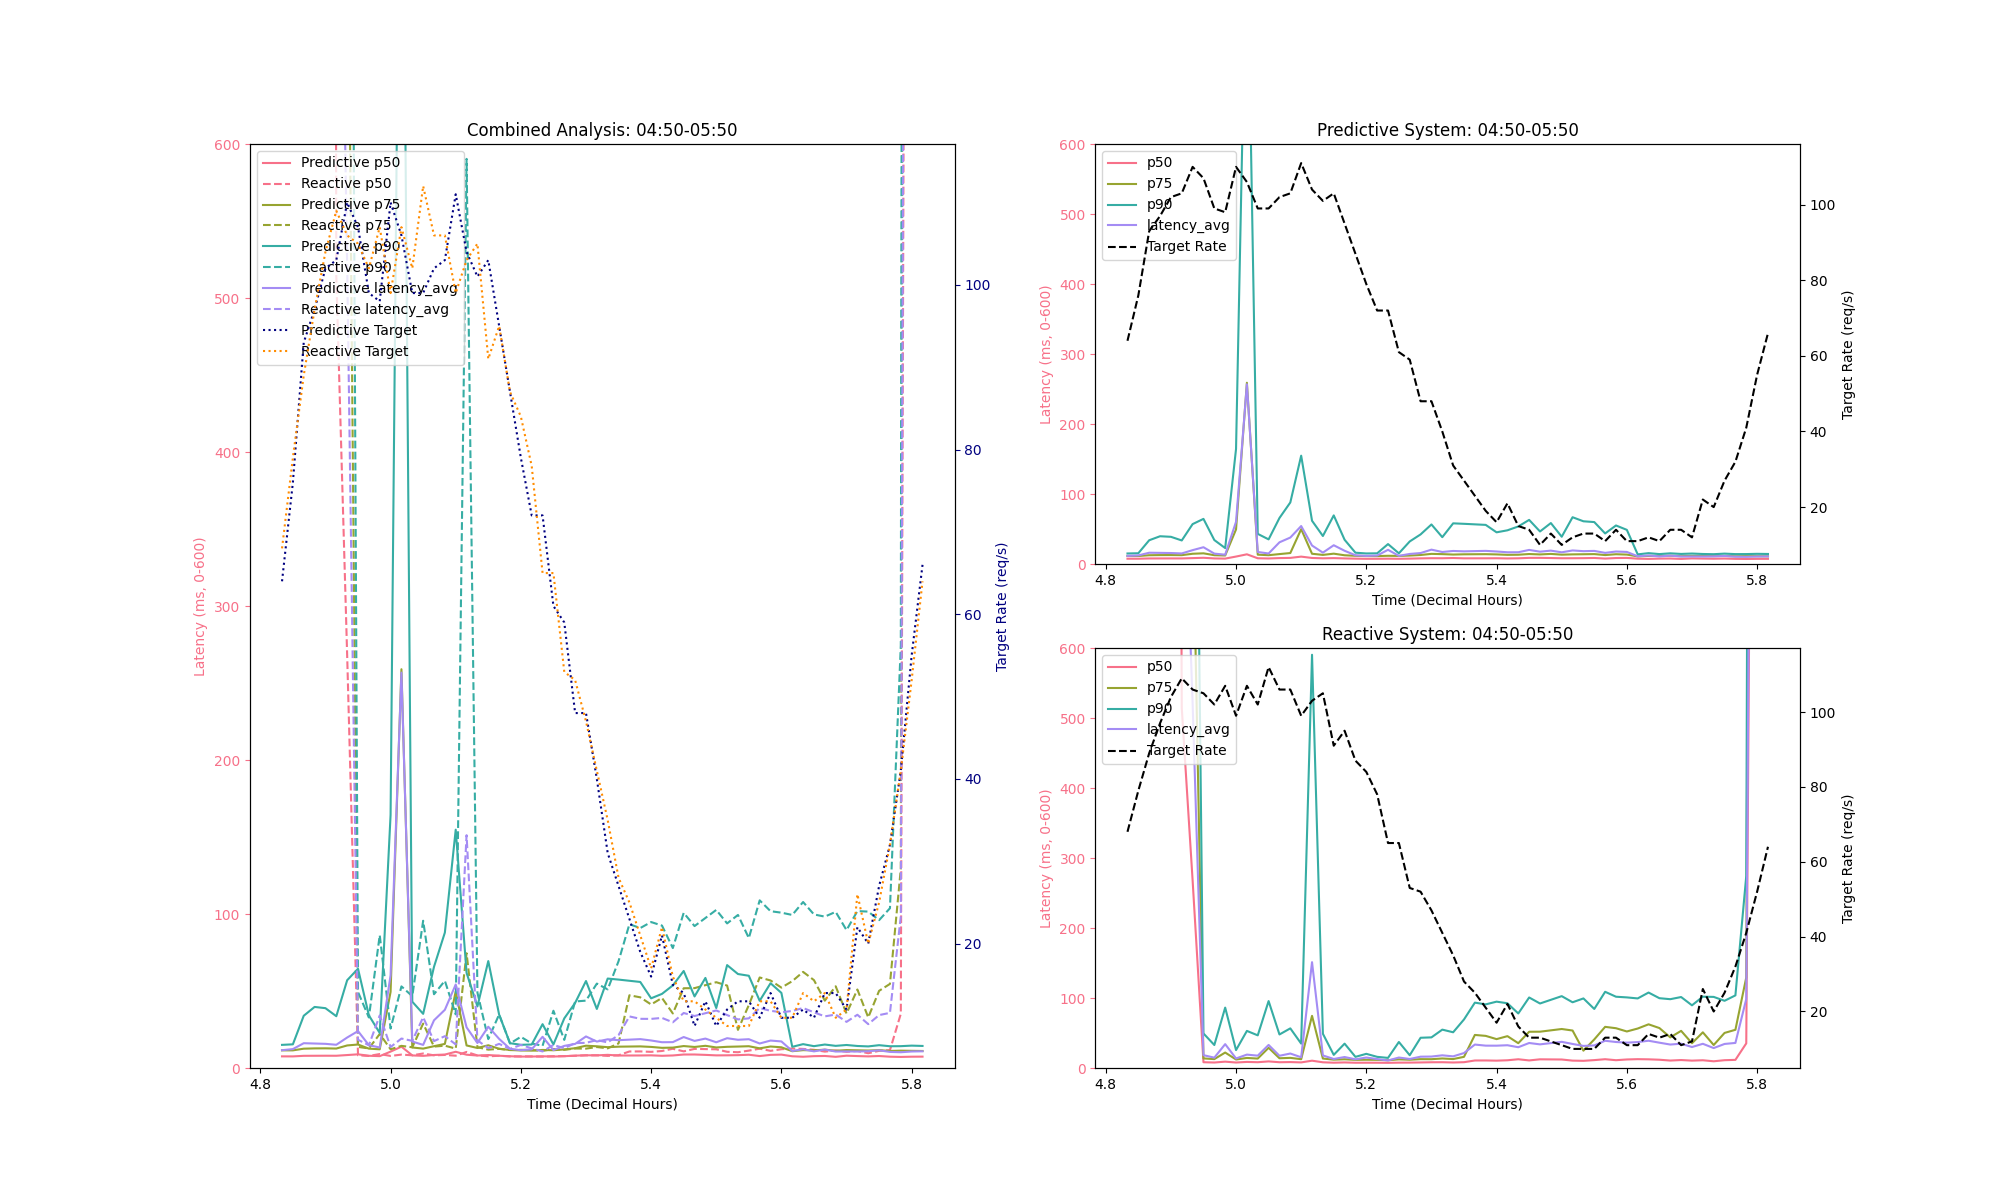 Combined Analysis: 04:50-05:50
600
500
400
300
200
100
0
Latency (ms, 0-600)
Predictive p50
Reactive p50
Predictive p75
Reactive p75
Predictive p90
Reactive p90
Predictive latency_avg
Reactive latency_avg
Predictive Target
Reactive Target
100
80
60
40
20
Target Rate (req/s)
4.8 5.0 5.2 5.4 5.6 5.8
Time (Decimal Hours)
Predictive System: 04:50-05:50
600
500
400
300
200
100
0
Latency (ms, 0-600)
p50
p75
p90
latency_avg
Target Rate
100
80
60
40
20
Target Rate (req/s)
4.8 5.0 5.2 5.4 5.6 5.8
Time (Decimal Hours)
Reactive System: 04:50-05:50
600
500
400
300
200
100
0
Latency (ms, 0-600)
p50
p75
p90
latency_avg
Target Rate
100
80
60
40
20
Target Rate (req/s)
4.8 5.0 5.2 5.4 5.6 5.8
Time (Decimal Hours)